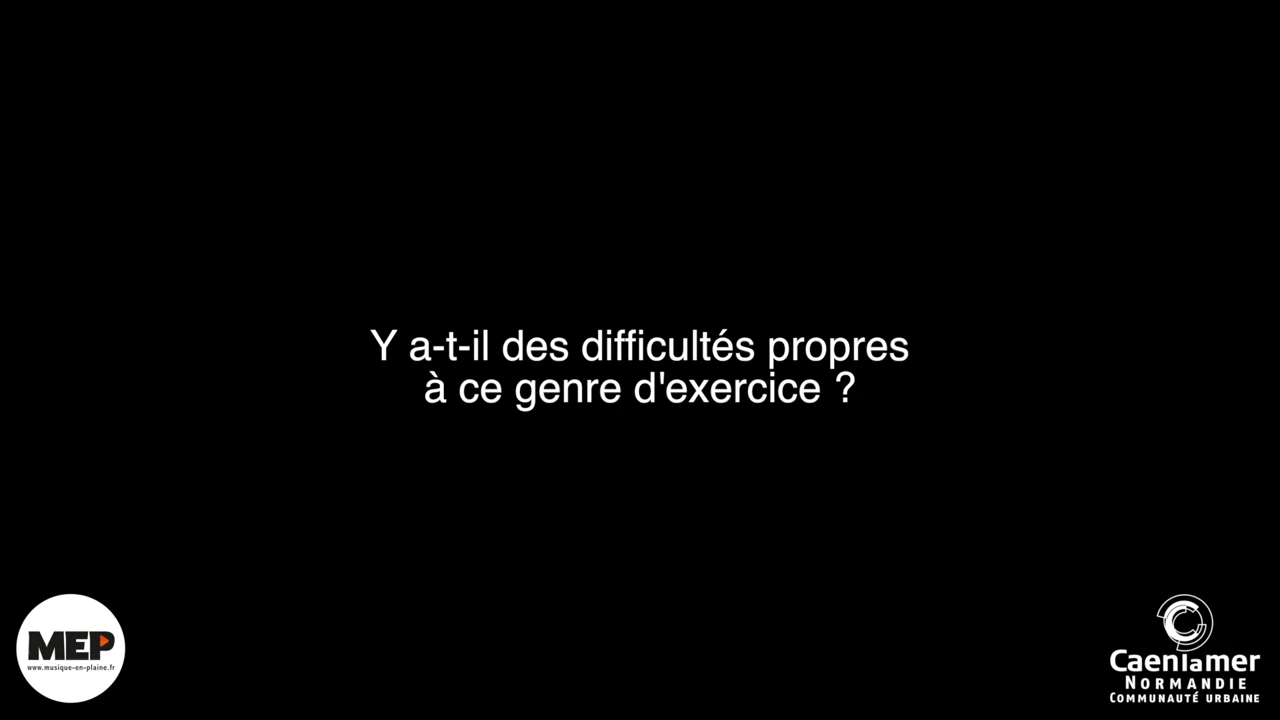 Y a-t-il des difficultés propres
à ce genre d'exercice ?
MEP
www.musique-en-plaine.fr
Caenlamer
NORMANDIE
COMMUNAUTÉ URBAINE